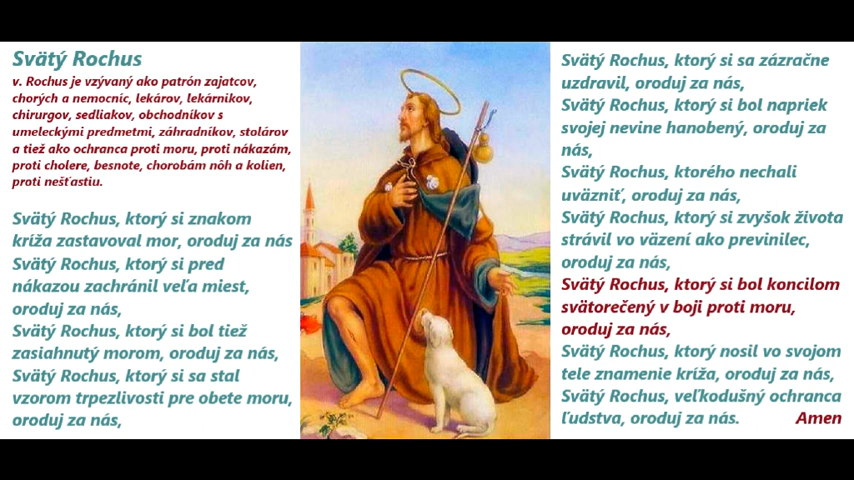 Svätý Rochus
v. Rochus je vzývaný ako patrón zajatcov,
chorých a nemocníc, lekárov, lekárnikov,
chirurgov, sedliakov, obchodníkov s
umeleckými predmetmi, záhradníkov, stolárov
a tiež ako ochranca proti moru, proti nákazám,
proti cholere, besnote, chorobám nôh a kolien,
proti nešťastiu.
Svätý Rochus, ktorý si znakom
kríža zastavoval mor, oroduj za nás
Svätý Rochus, ktorý si pred
nákazou zachránil veľa miest,
oroduj za nás,
Svätý Rochus, ktorý si bol tiež
zasiahnutý morom, oroduj za nás,
Svätý Rochus, ktorý si sa stal
vzorom trpezlivosti pre obete moru,
oroduj za nás,
Svätý Rochus, ktorý si sa zázračne
uzdravil, oroduj za nás,
Svätý Rochus, ktorý si bol napriek
svojej nevine hanobený, oroduj za
nás,
Svätý Rochus, ktorého nechali
uväzniť, oroduj za nás,
Svätý Rochus, ktorý si zvyšok života
strávil vo väzení ako previnilec,
oroduj za nás,
Svätý Rochus, ktorý si bol koncilom
svätorečený v boji proti moru,
oroduj za nás,
Svätý Rochus, ktorý nosil vo svojom
tele znamenie kríža, oroduj za nás,
Svätý Rochus, veľkodušný ochranca
ľudstva, oroduj za nás. Amen